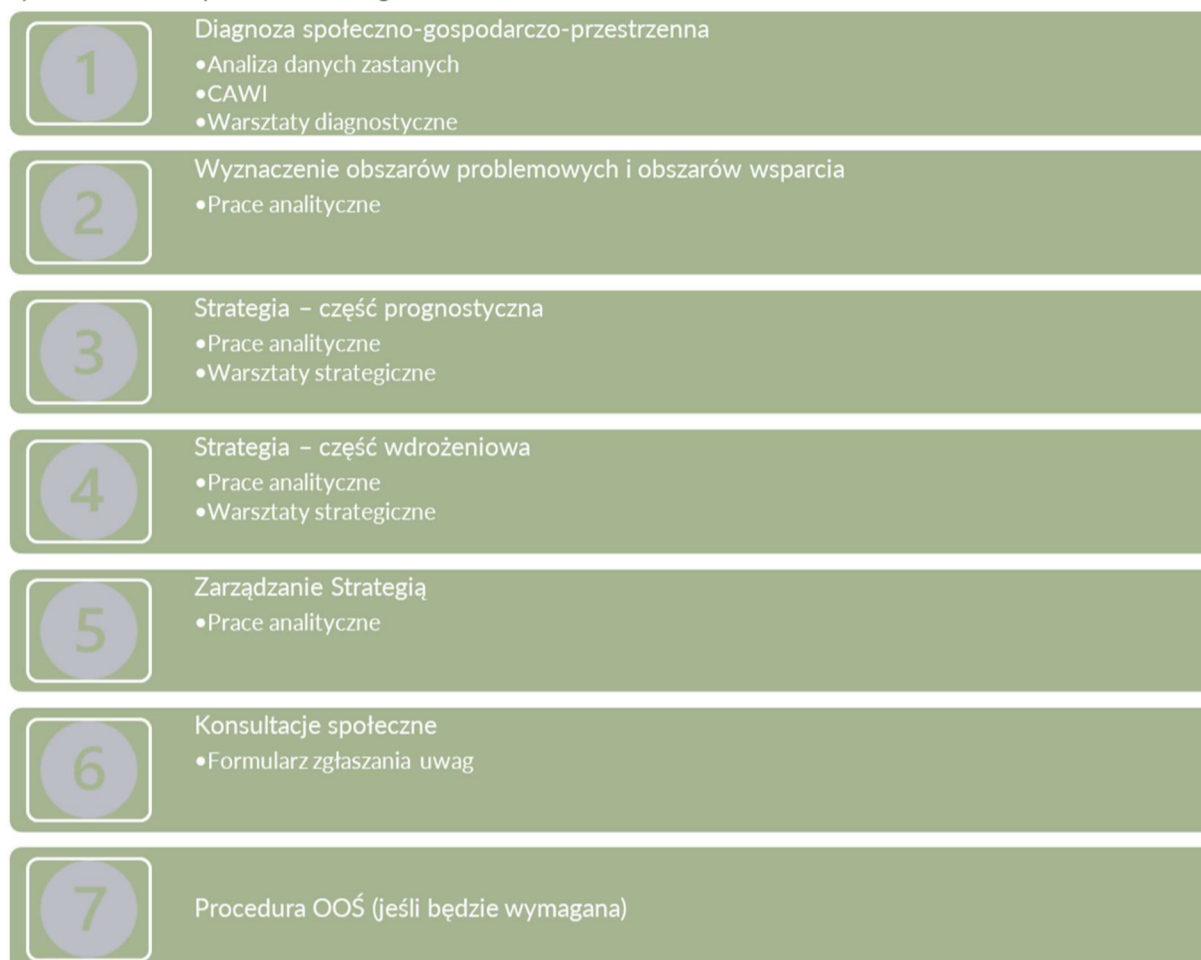 1
Diagnoza społeczno-gospodarczo-przestrzenna
•Analiza danych zastanych
•CAWI
•Warsztaty diagnostyczne
2
Wyznaczenie obszarów problemowych i obszarów wsparcia
•Prace analityczne
3
Strategia – część prognostyczna
•Prace analityczne
•Warsztaty strategiczne
4
Strategia – część wdrożeniowa
•Prace analityczne
•Warsztaty strategiczne
5
Zarządzanie Strategią
•Prace analityczne
6
Konsultacje społeczne
•Formularz zgłaszania uwag
7
Procedura OOŚ (jeśli będzie wymagana)